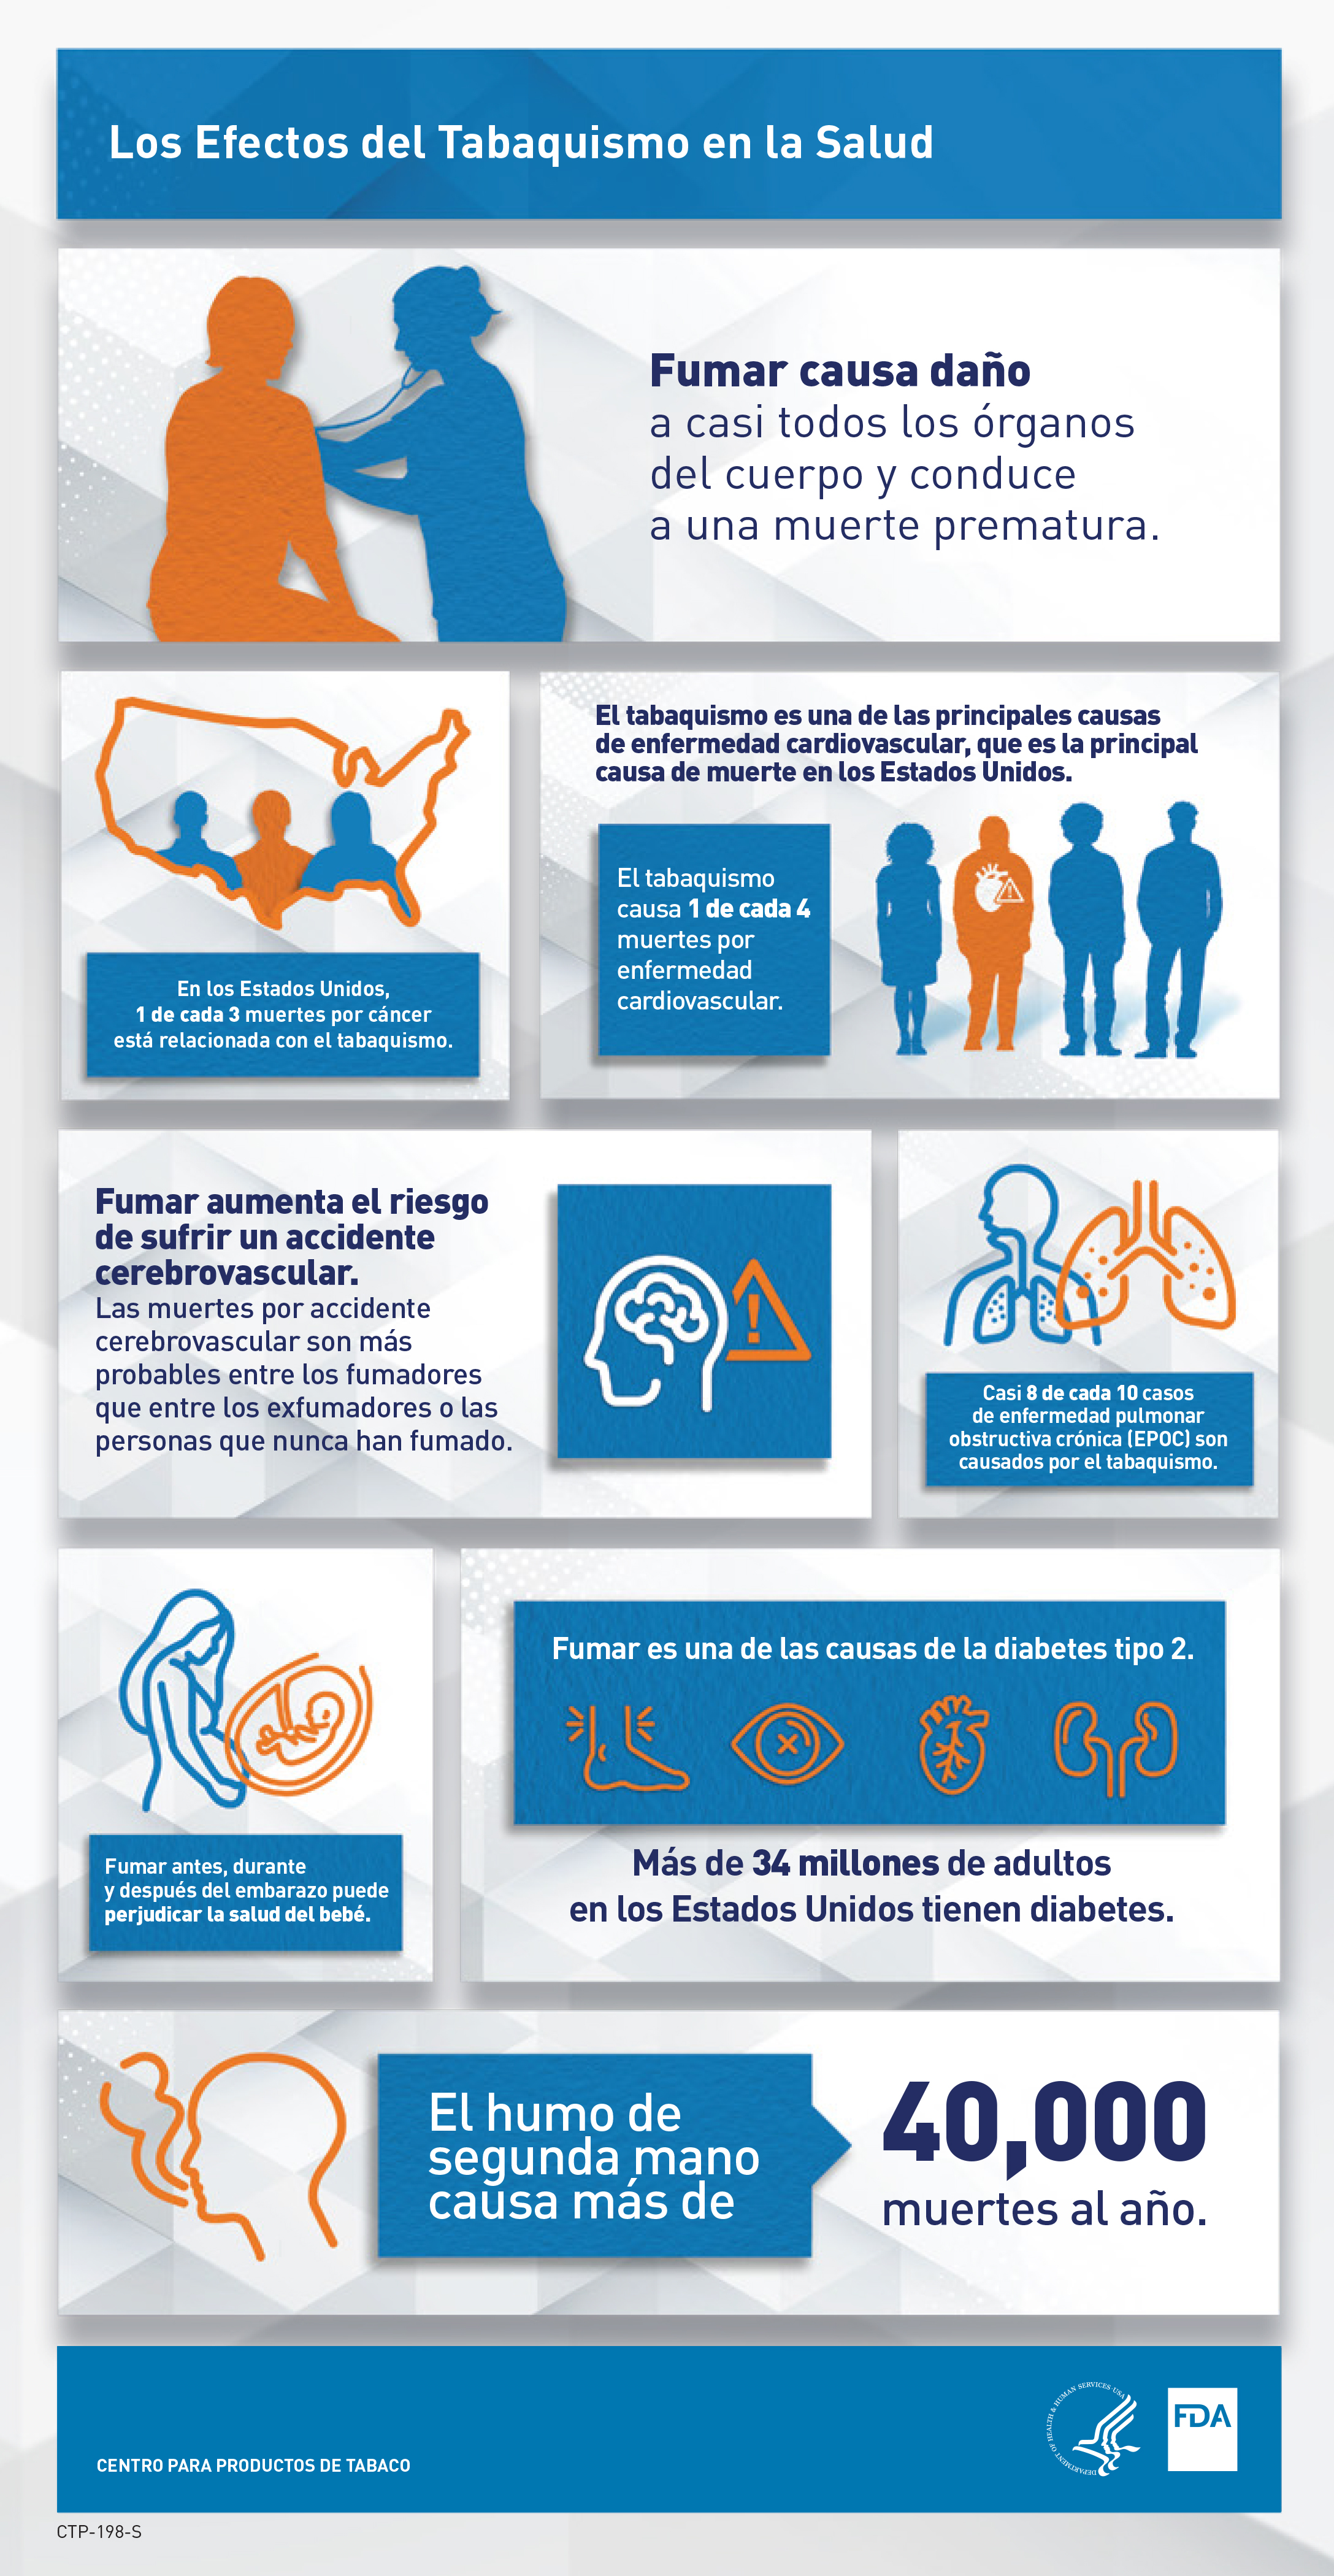 Los Efectos del Tabaquismo en la Salud
Fumar causa daño
a casi todos los órganos
del cuerpo y conduce
a una muerte prematura.
En los Estados Unidos,
1 de cada 3 muertes por cáncer
está relacionada con el tabaquismo.
El tabaquismo es una de las principales causas
de enfermedad cardiovascular, que es la principal
causa de muerte en los Estados Unidos.
El tabaquismo
causa 1 de cada 4
muertes por
enfermedad
cardiovascular.
Fumar aumenta el riesgo
de sufrir un accidente
cerebrovascular.
Las muertes por accidente
cerebrovascular son más
probables entre los fumadores
que entre los exfumadores o las
personas que nunca han fumado.
Casi 8 de cada 10 casos
de enfermedad pulmonar
obstructiva crónica (EPOC) son
causados por el tabaquismo.
Fumar antes, durante
y después del embarazo puede
perjudicar la salud del bebé.
Fumar es una de las causas de la diabetes tipo 2.
Más de 34 millones de adultos
en los Estados Unidos tienen diabetes.
El humo de
segunda mano
causa más de
40,000
muertes al año.
CENTRO PARA PRODUCTOS DE TABACO
DEPARTMENT OF HEALTH & HUMAN SERVICES USA
FDA
CTP-198-S